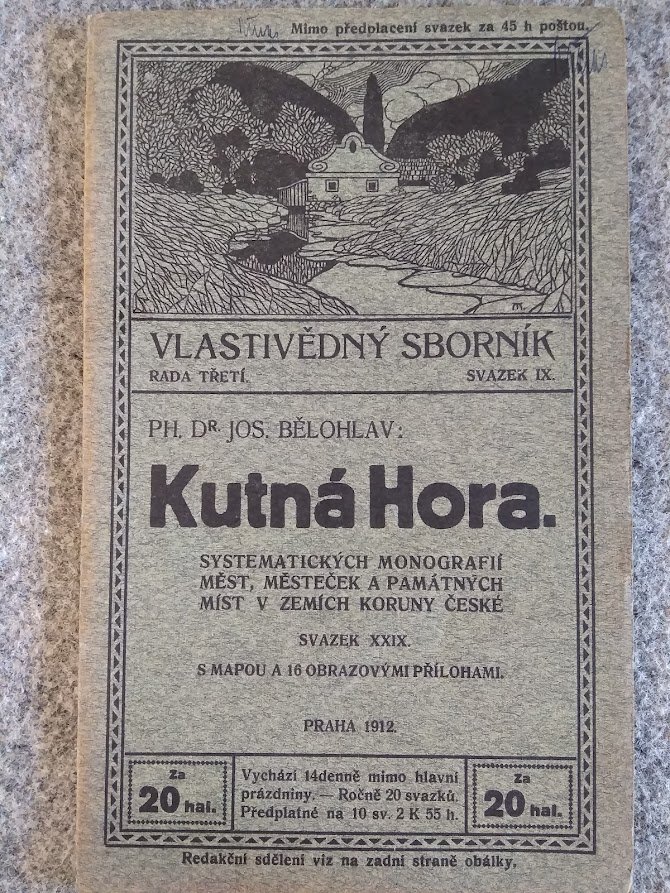 Mimo předplacení svazek za 45 h poštou.
VLASTIVĚDNÝ SBORNÍK
RADA TŘETÍ. SVAZEK IX.
PH. DR. JOS. BĚLOHLAV:
Kutná Hora.
SYSTEMATICKÝCH MONOGRAFIÍ
MĚST, MĚSTEČEK A PAMÁTNÝCH
MÍST V ZEMÍCH KORUNY ČESKÉ
SVAZEK XXIX.
S MAPOU A 16 OBRAZOVÝMI PŘÍLOHAMI.
PRAHA 1912.
Za
20 hal.
Vychází 14denně mimo hlavní
prázdniny. — Ročně 20 svazků.
Předplatné na 10 sv. 2 K 55 h.
Za
20 hal.
Redakční sdělení viz na zadní straně obálky.